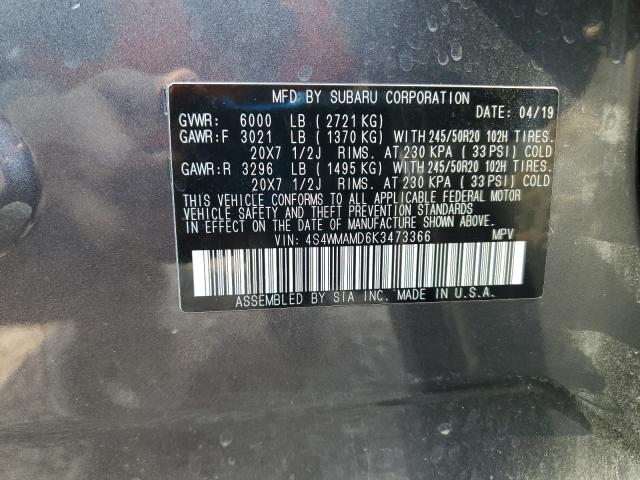 MFD BY SUBARU CORPORATION
DATE: 04/19
GVWR: 6000 LB (2721 KG)
GAWR:F 3021 LB (1370 KG) WITH 245/50R20 102H TIRES.
20X7 1/2J RIMS. AT 230 KPA (33 PSI) COLD
GAWR:R 3296 LB (1495 KG) WITH 245/50R20 102H TIRES.
20X7 1/2J RIMS. AT 230 KPA (33 PSI) COLD
THIS VEHICLE CONFORMS TO ALL APPLICABLE FEDERAL MOTOR
VEHICLE SAFETY AND THEFT PREVENTION STANDARDS
IN EFFECT ON THE DATE OF MANUFACTURE SHOWN ABOVE.
VIN: 4S4WMAMD6K3473366 MPV
ASSEMBLED BY SIA INC. MADE IN U.S.A.